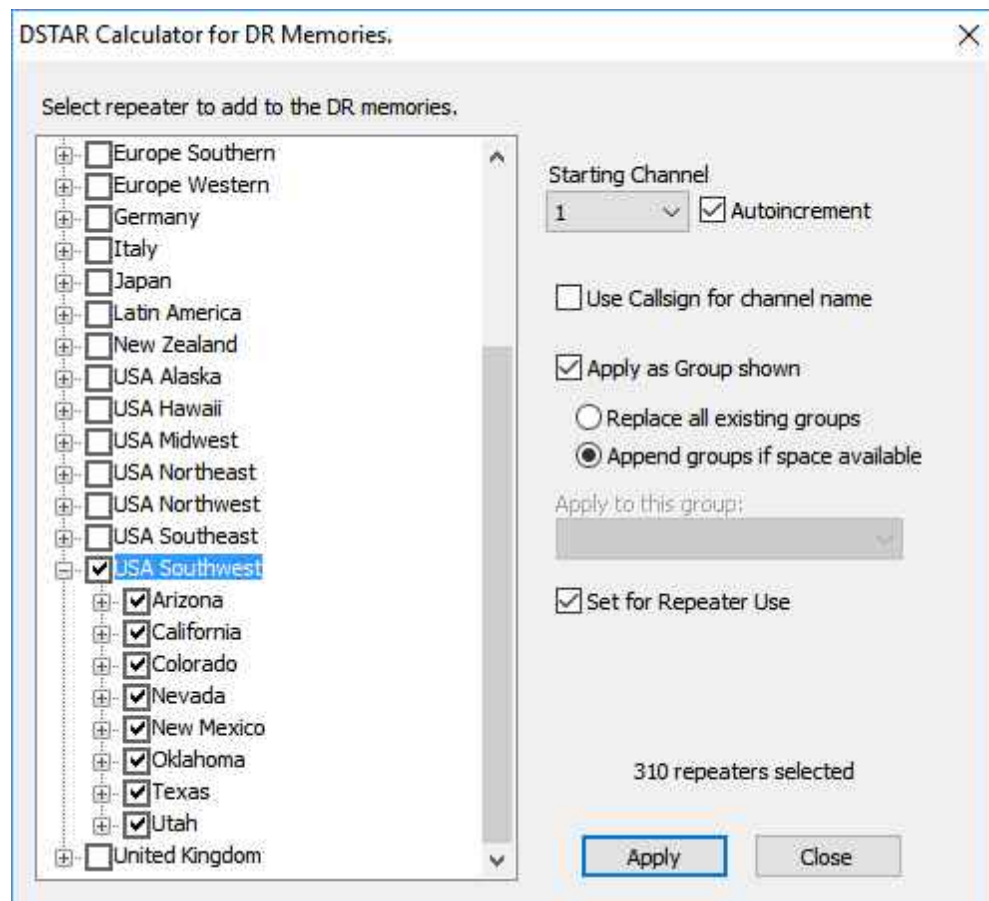 DSTAR Calculator for DR Memories.
Select repeater to add to the DR memories.
Europe Southern
Europe Western
Germany
Italy
Japan
Latin America
New Zealand
USA Alaska
USA Hawaii
USA Midwest
USA Northeast
USA Northwest
USA Southeast
USA Southwest
Arizona
California
Colorado
Nevada
New Mexico
Oklahoma
Texas
Utah
United Kingdom
Starting Channel
1
Autoincrement
Use Callsign for channel name
Apply as Group shown
Replace all existing groups
Append groups if space available
Apply to this group:
Set for Repeater Use
310 repeaters selected
Apply
Close